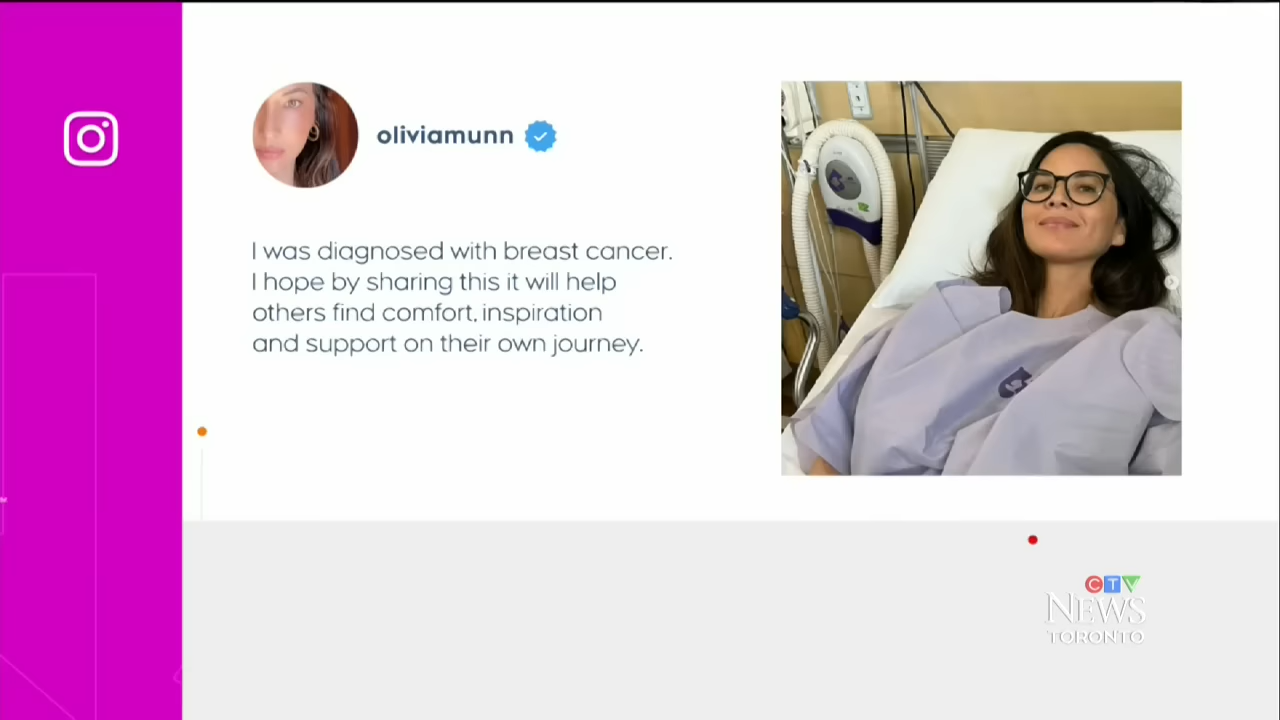 oliviamunn
I was diagnosed with breast cancer.
I hope by sharing this it will help
others find comfort, inspiration
and support on their own journey.
CTV
NEWS
TORONTO